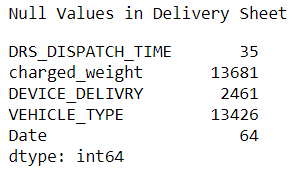 Null Values in Delivery Sheet
DRS_DISPATCH_TIME 35
charged_weight 13681
DEVICE_DELIVRY 2461
VEHICLE_TYPE 13426
Date 64
dtype: int64